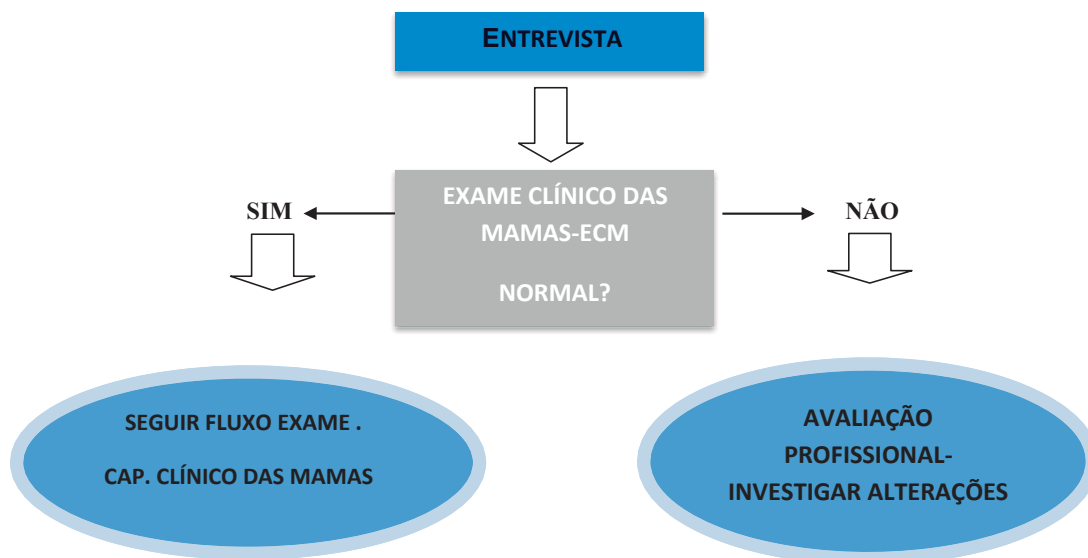 ENTREVISTA
EXAME CLÍNICO DAS
MAMAS-ECM
NORMAL?
SIM
NÃO
SEGUIR FLUXO EXAME .
CAP. CLÍNICO DAS MAMAS
AVALIAÇÃO
PROFISSIONAL-
INVESTIGAR ALTERAÇÕES